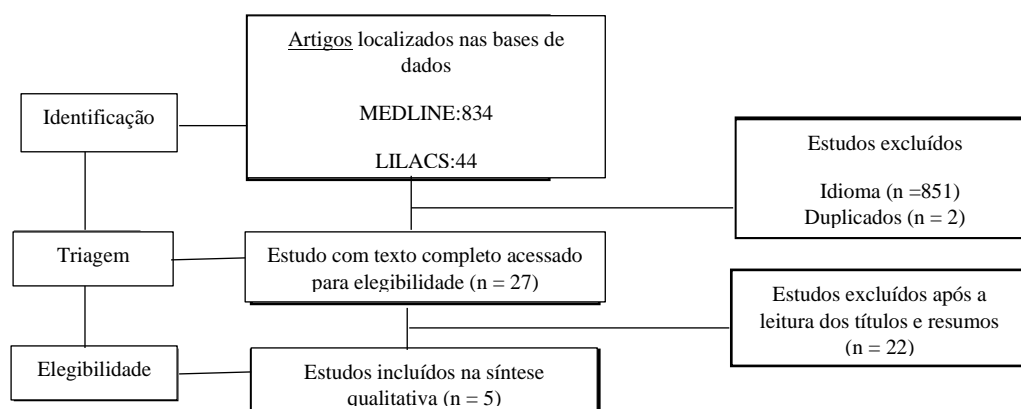 Artigos localizados nas bases de
dados
MEDLINE:834
LILACS:44
Identificação
Estudos excluídos
Idioma (n =851)
Duplicados (n = 2)
Triagem
Estudo com texto completo acessado
para elegibilidade (n = 27)
Estudos excluídos após a
leitura dos títulos e resumos
(n = 22)
Elegibilidade
Estudos incluídos na síntese
qualitativa (n = 5)